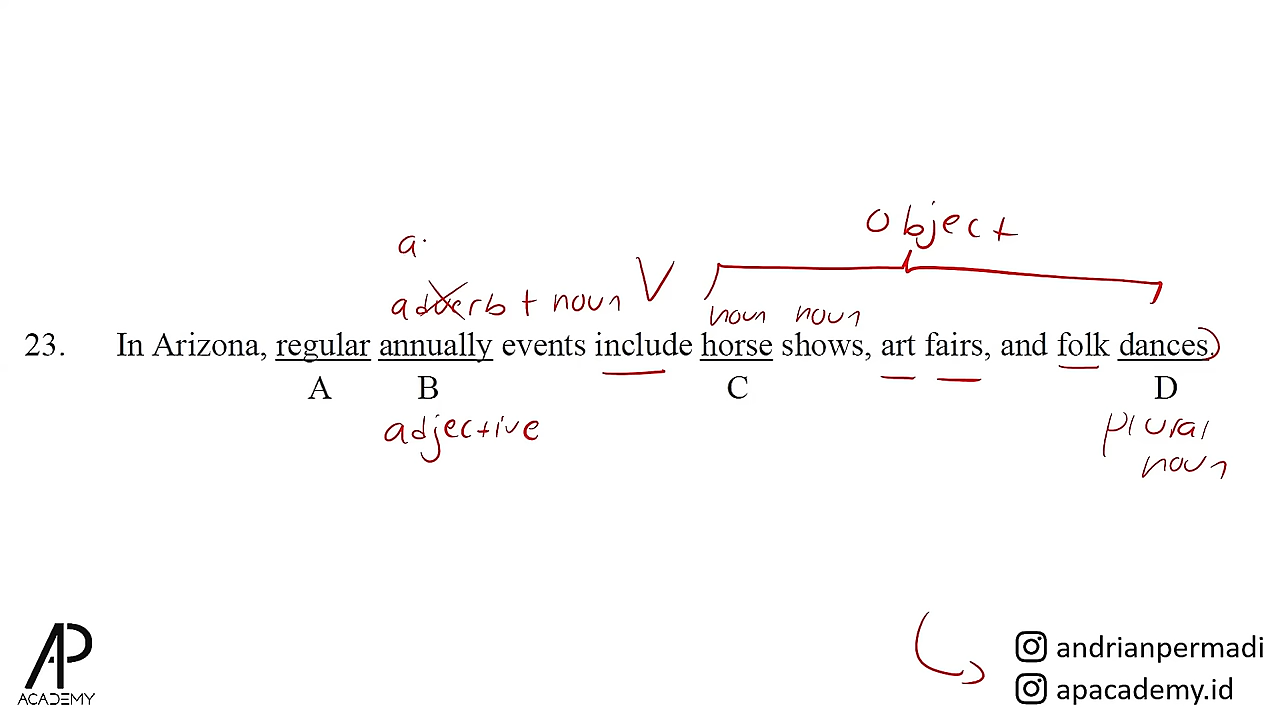 object
a
adverb + noun V
noun noun
23. In Arizona, regular annually events include horse shows, art fairs, and folk dances.
A B C D
adjective
plural
noun
AP
ACADEMY
andrianpermadi
apacademy.id